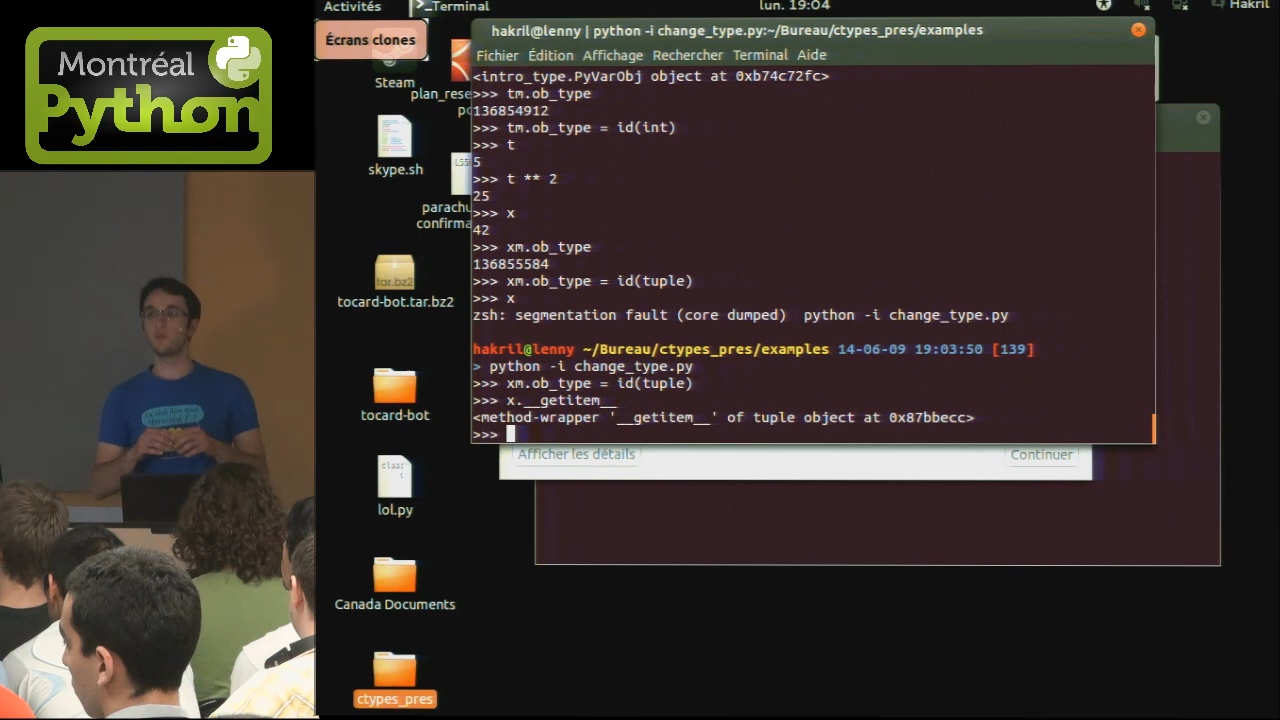 Montréal
Python
Activités
Terminal
lun. 19:04
Hakril
Écrans clones
Steam
plan_rese
skype.sh
parachu
confirma
tar.bz2
tocard-bot.tar.bz2
tocard-bot
lol.py
Canada Documents
ctypes_pres
hakril@lenny | python -i change_type.py:~/Bureau/ctypes_pres/examples
Fichier Édition Affichage Rechercher Terminal Aide
<intro_type.PyVarObj object at 0xb74c72fc>
>>> tm.ob_type
136854912
>>> tm.ob_type = id(int)
>>> t
5
>>> t ** 2
25
>>> x
42
>>> xm.ob_type
136855584
>>> xm.ob_type = id(tuple)
>>> x
zsh: segmentation fault (core dumped)  python -i change_type.py
hakril@lenny ~/Bureau/ctypes_pres/examples 14-06-09 19:03:50 [139]
> python -i change_type.py
>>> xm.ob_type = id(tuple)
>>> x.__getitem__
<method-wrapper '__getitem__' of tuple object at 0x87bbecc>
>>>
Afficher les détails
Continuer